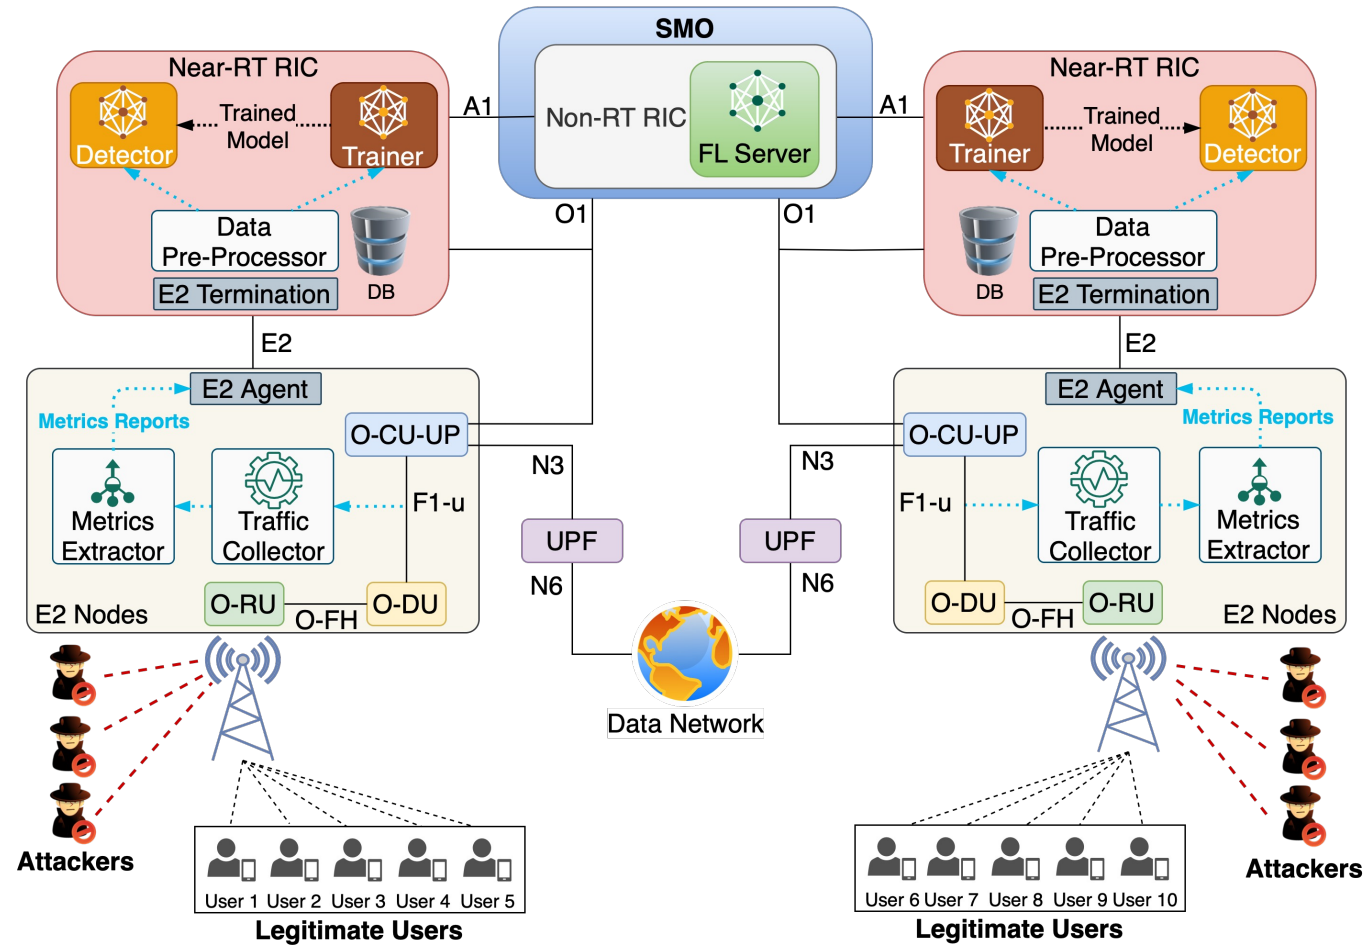 SMO
Near-RT RIC
Detector
Trained
Model
Trainer
A1
Non-RT RIC
FL Server
A1
Near-RT RIC
Trainer
Trained
Model
Detector
Data
Pre-Processor
DB
E2 Termination
O1
O1
DB
Data
Pre-Processor
E2 Termination
E2
E2
E2 Agent
Metrics Reports
O-CU-UP
Metrics
Extractor
Traffic
Collector
F1-u
O-RU
O-FH
O-DU
E2 Nodes
N3
UPF
N6
N3
UPF
N6
Data Network
E2 Agent
Metrics Reports
O-CU-UP
F1-u
Traffic
Collector
Metrics
Extractor
O-DU
O-FH
O-RU
E2 Nodes
Attackers
User 1 User 2 User 3 User 4 User 5
Legitimate Users
User 6 User 7 User 8 User 9 User 10
Legitimate Users
Attackers